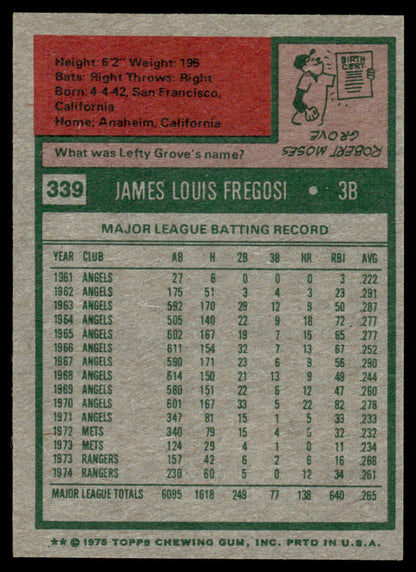 Height: 6'2" Weight: 195
Bats: Right Throws: Right
Born: 4-4-42, San Francisco,
California
Home: Anaheim, California
BIRTH
CERT.
ROBERT MOSES
GROVE
What was Lefty Grove's name?
339 JAMES LOUIS FREGOSI • 3B
MAJOR LEAGUE BATTING RECORD
YEAR CLUB AB H 2B 3B HR RBI AVG
1961 ANGELS 27 6 0 0 0 3 .222
1962 ANGELS 175 51 3 4 3 23 .291
1963 ANGELS 592 170 29 12 9 50 .287
1964 ANGELS 505 140 22 9 18 72 .277
1965 ANGELS 602 167 19 7 15 65 .277
1966 ANGELS 611 154 32 7 13 67 .252
1967 ANGELS 590 171 23 6 9 56 .290
1968 ANGELS 614 150 21 13 9 49 .244
1969 ANGELS 580 151 22 6 12 47 .260
1970 ANGELS 601 167 33 5 22 82 .278
1971 ANGELS 347 81 15 1 5 33 .233
1972 METS 340 79 15 4 5 32 .232
1973 METS 124 29 4 1 0 11 .234
1973 RANGERS 157 42 6 2 6 16 .268
1974 RANGERS 230 60 5 0 12 34 .261
MAJOR LEAGUE TOTALS 6095 1618 249 77 138 640 .265
** © 1975 TOPPS CHEWING GUM, INC. PRTD IN U.S.A.